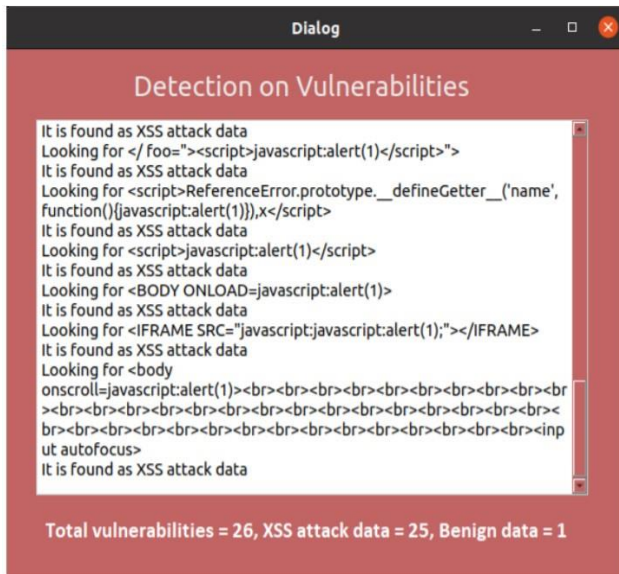 Dialog
Detection on Vulnerabilities
It is found as XSS attack data
Looking for </ foo="><script>javascript:alert(1)</script>">
It is found as XSS attack data
Looking for <script>ReferenceError.prototype.__defineGetter__('name',
function(){javascript:alert(1)}),x</script>
It is found as XSS attack data
Looking for <script>javascript:alert(1)</script>
It is found as XSS attack data
Looking for <BODY ONLOAD=javascript:alert(1)>
It is found as XSS attack data
Looking for <IFRAME SRC="javascript:javascript:alert(1);"></IFRAME>
It is found as XSS attack data
Looking for <body
onscroll=javascript:alert(1)><br><br><br><br><br><br><br><br><br><br
><br><br><br><br><br><br><br><br><br><br><br><br><br><br><br><
br><br><br><br><br><br><br><br><br><br><br><br><br><br><br><inp
ut autofocus>
It is found as XSS attack data
Total vulnerabilities = 26, XSS attack data = 25, Benign data = 1